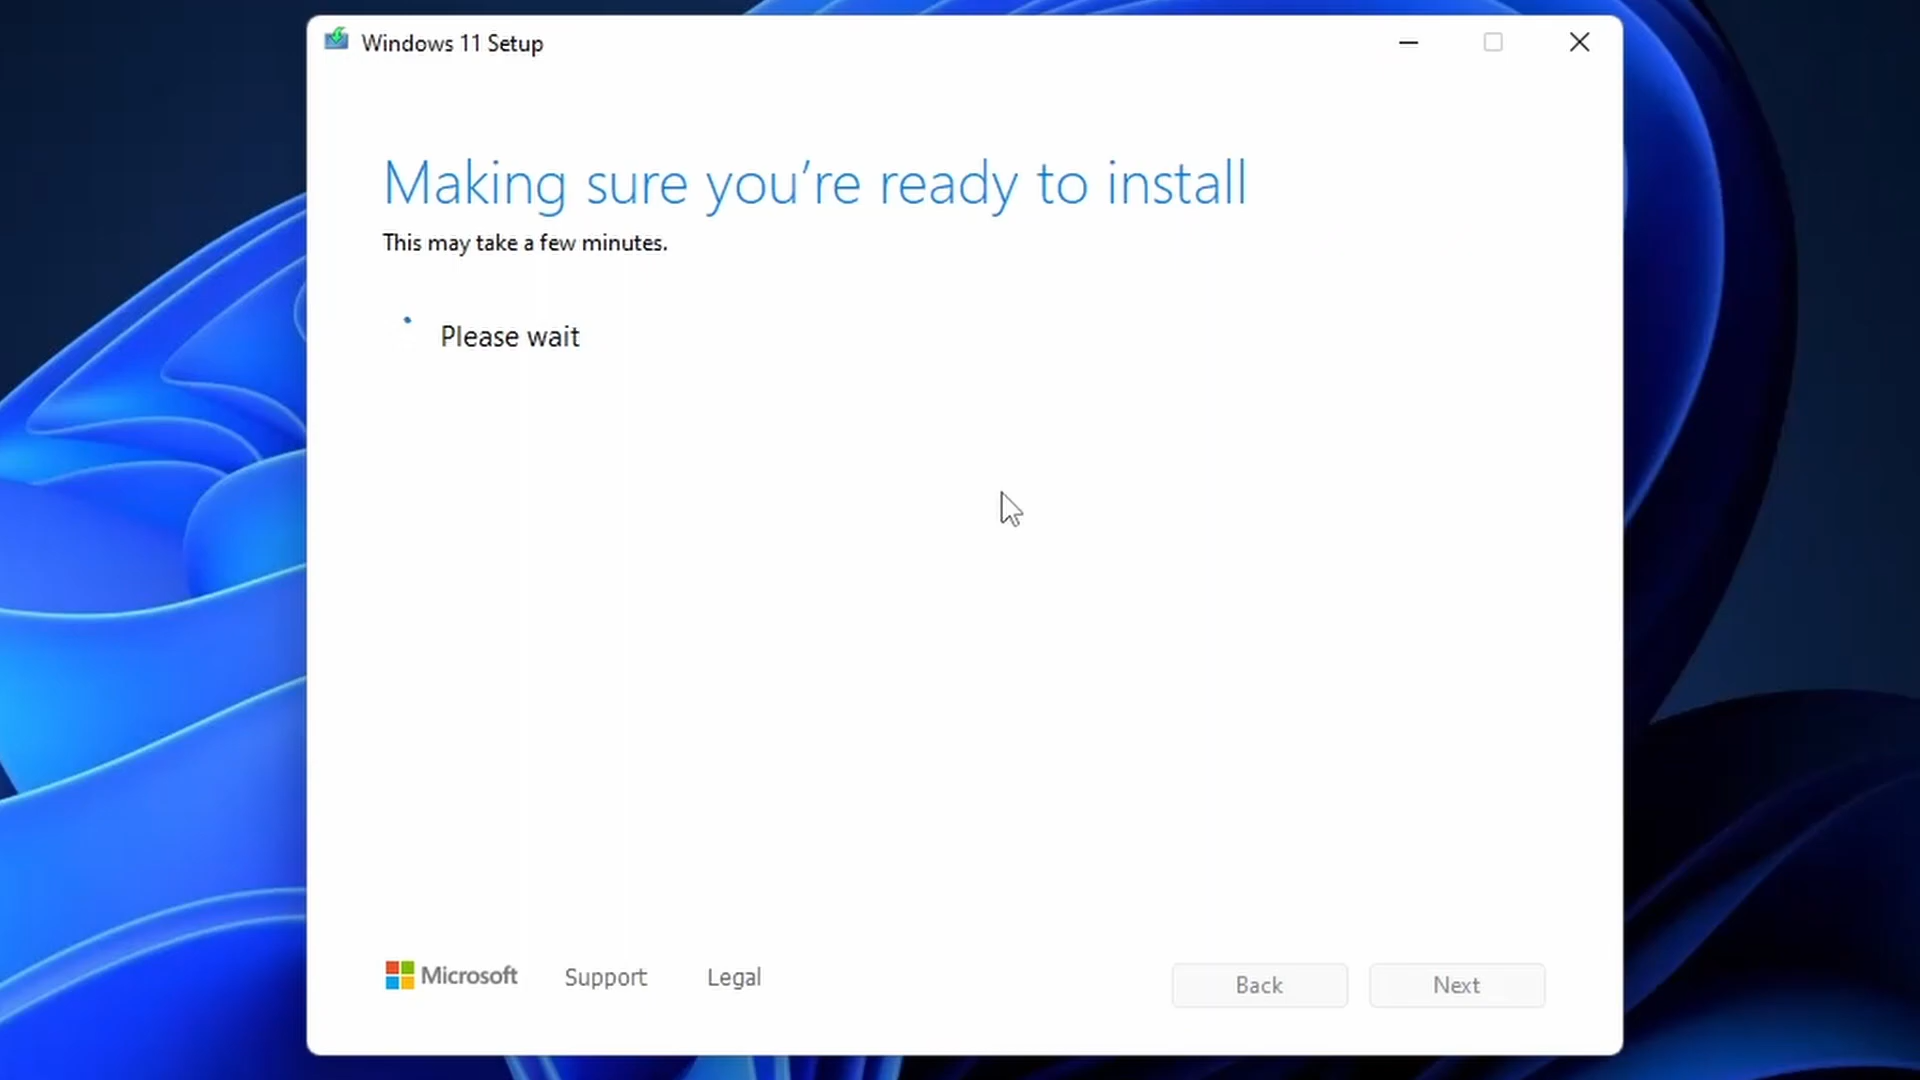 Windows 11 Setup
Making sure you’re ready to install
This may take a few minutes.
Please wait
Microsoft Support Legal Back Next